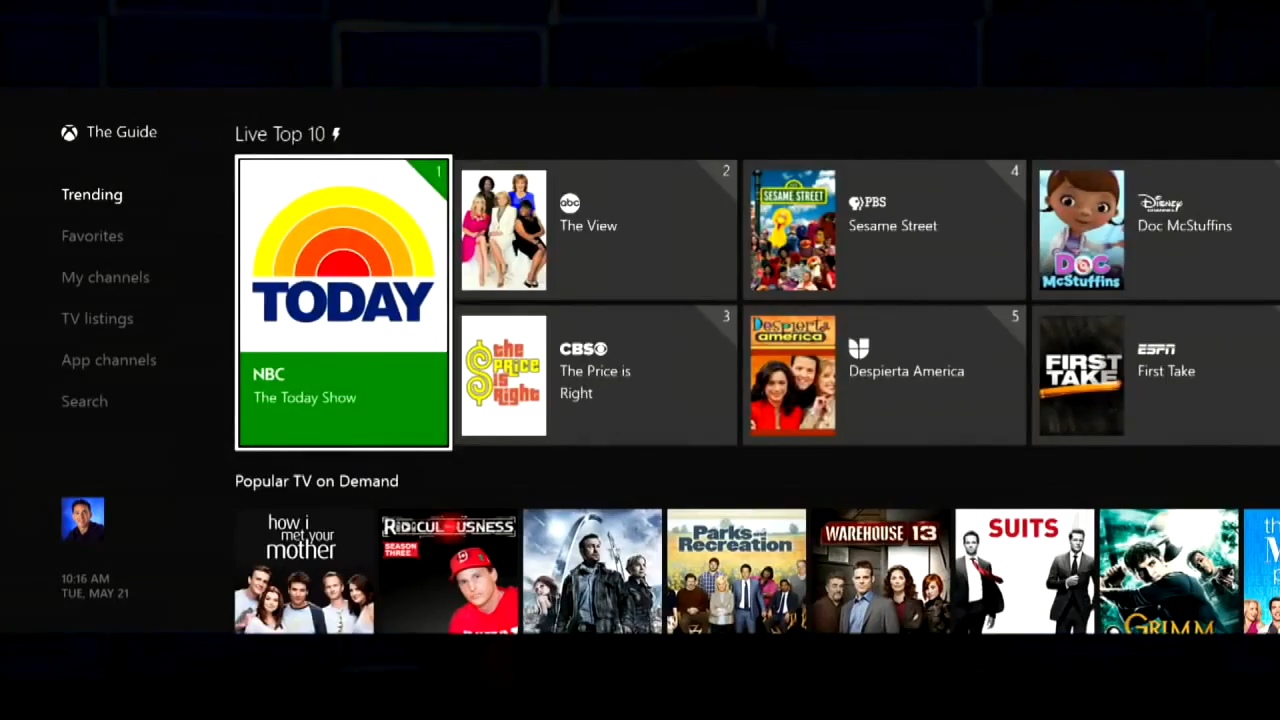 The Guide
Trending
Favorites
My channels
TV listings
App channels
Search
10:16 AM
TUE, MAY 21
Live Top 10
1
TODAY
NBC
The Today Show
2
abc
The View
3
the
PRICE
is
Right
CBS
The Price is
Right
4
SESAME STREET
PBS
Sesame Street
5
Despierta
america
Despierta America
Disney
CHANNEL
Doc McStuffins
DOC
McStuffins
FIRST
TAKE
ESPN
First Take
Popular TV on Demand
how i
met your
mother
RIDICULOUSNESS
SEASON
THREE
Parks and
Recreation
WAREHOUSE 13
SUITS
GRIMM